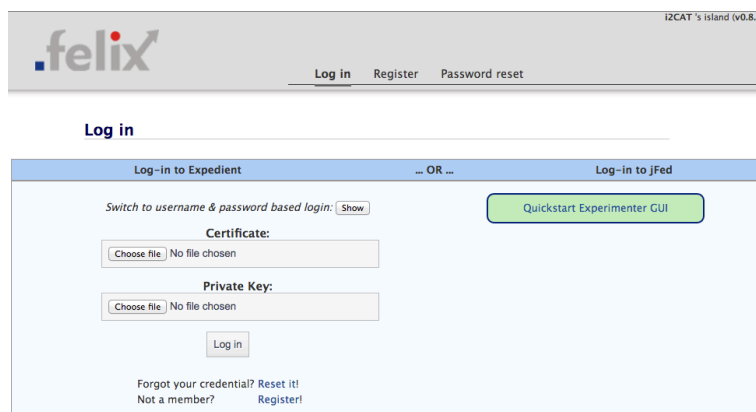 i2CAT 's island (v0.8.
.felix
Log in Register Password reset
Log in
Log-in to Expedient ... OR ... Log-in to jFed
Switch to username & password based login: Show
Quickstart Experimenter GUI
Certificate:
Choose file No file chosen
Private Key:
Choose file No file chosen
Log in
Forgot your credential? Reset it!
Not a member? Register!